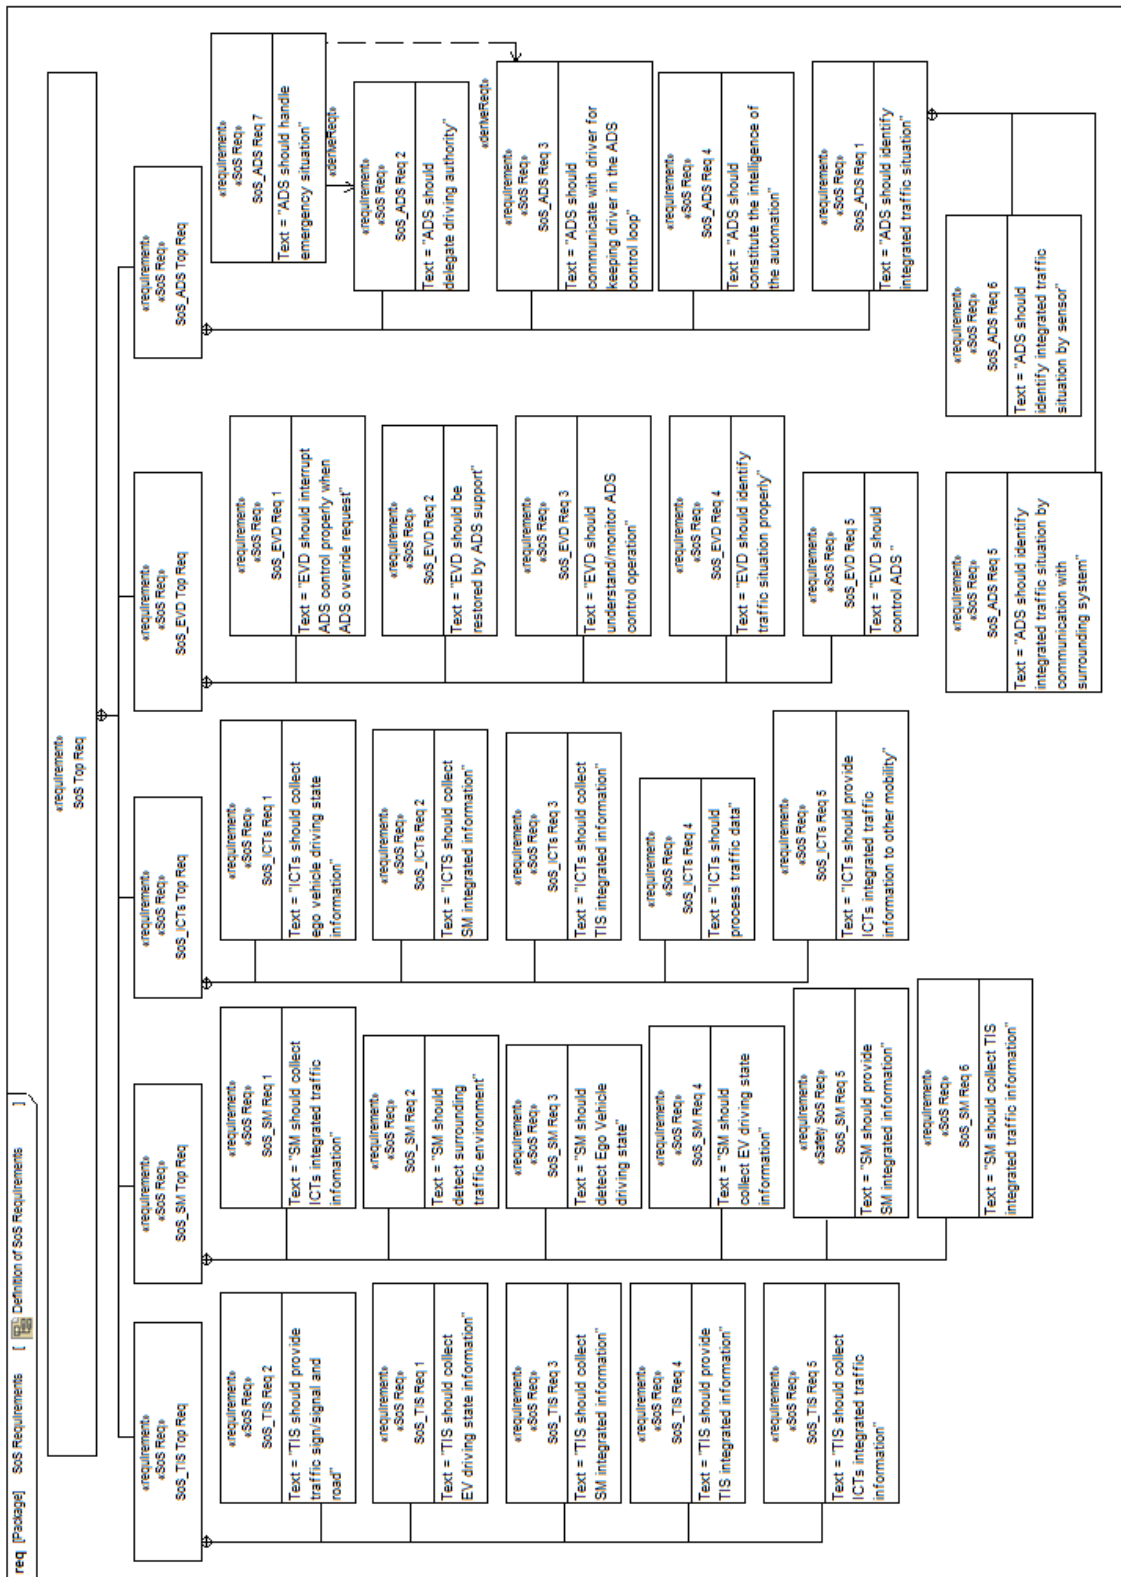 req [Package] SoS Requirements [ Definition of SoS Requirements ]
«requirement»
SoS Top Req
«requirement»
«SoS Req»
SoS_TIS Top Req
«requirement»
«SoS Req»
SoS_TIS Req 2
Text = "TIS should provide
traffic sign/signal and
road"
«requirement»
«SoS Req»
SoS_TIS Req 1
Text = "TIS should collect
EV driving state information"
«requirement»
«SoS Req»
SoS_TIS Req 3
Text = "TIS should collect
SM integrated information"
«requirement»
«SoS Req»
SoS_TIS Req 4
Text = "TIS should provide
TIS integrated information"
«requirement»
«SoS Req»
SoS_TIS Req 5
Text = "TIS should collect
ICTs integrated traffic
information"
«requirement»
«SoS Req»
SoS_SM Top Req
«requirement»
«SoS Req»
SoS_SM Req 1
Text = "SM should collect
ICTs integrated traffic
infomation"
«requirement»
«SoS Req»
SoS_SM Req 2
Text = "SM should
detect surrounding
traffic environment"
«requirement»
«SoS Req»
SoS_SM Req 3
Text = "SM should
detect Ego Vehicle
driving state"
«requirement»
«SoS Req»
SoS_SM Req 4
Text = "SM should
collect EV driving state
information"
«requirement»
«Safety SoS Req»
SoS_SM Req 5
Text = "SM should provide
SM integrated information"
«requirement»
«SoS Req»
SoS_SM Req 6
Text = "SM should collect TIS
integrated traffic information"
«requirement»
«SoS Req»
SoS_ICTs Top Req
«requirement»
«SoS Req»
SoS_ICTs Req 1
Text = "ICTs should collect
ego vehicle driving state
information"
«requirement»
«SoS Req»
SoS_ICTs Req 2
Text = "ICTS should collect
SM integrated information"
«requirement»
«SoS Req»
SoS_ICTs Req 3
Text = "ICTs should collect
TIS integrated information"
«requirement»
«SoS Req»
SoS_ICTs Req 4
Text = "ICTs should
process traffic data"
«requirement»
«SoS Req»
SoS_ICTs Req 5
Text = "ICTs should provide
ICTs integrated traffic
information to other mobility"
«requirement»
«SoS Req»
SoS_EVD Top Req
«requirement»
«SoS Req»
SoS_EVD Req 1
Text = "EVD should interrupt
ADS control properly when
ADS override request"
«requirement»
«SoS Req»
SoS_EVD Req 2
Text = "EVD should be
restored by ADS support"
«requirement»
«SoS Req»
SoS_EVD Req 3
Text = "EVD should
understand/monitor ADS
control operation"
«requirement»
«SoS Req»
SoS_EVD Req 4
Text = "EVD should identify
traffic situation properly"
«requirement»
«SoS Req»
SoS_EVD Req 5
Text = "EVD should
control ADS "
«requirement»
«SoS Req»
SoS_ADS Top Req
«requirement»
«SoS Req»
SoS_ADS Req 7
Text = "ADS should handle
emergency situation"
«deriveReqt»
«requirement»
«SoS Req»
SoS_ADS Req 2
Text = "ADS should
delegate driving authority"
«deriveReqt»
«requirement»
«SoS Req»
SoS_ADS Req 3
Text = "ADS should
communicate with driver for
keeping driver in the ADS
control loop"
«requirement»
«SoS Req»
SoS_ADS Req 4
Text = "ADS should
constitute the intelligence of
the automation"
«requirement»
«SoS Req»
SoS_ADS Req 1
Text = "ADS should identify
integrated traffic situation"
«requirement»
«SoS Req»
SoS_ADS Req 5
Text = "ADS should identify
integrated traffic situation by
communication with
surrounding system"
«requirement»
«SoS Req»
SoS_ADS Req 6
Text = "ADS should
identify integrated traffic
situation by sensor"